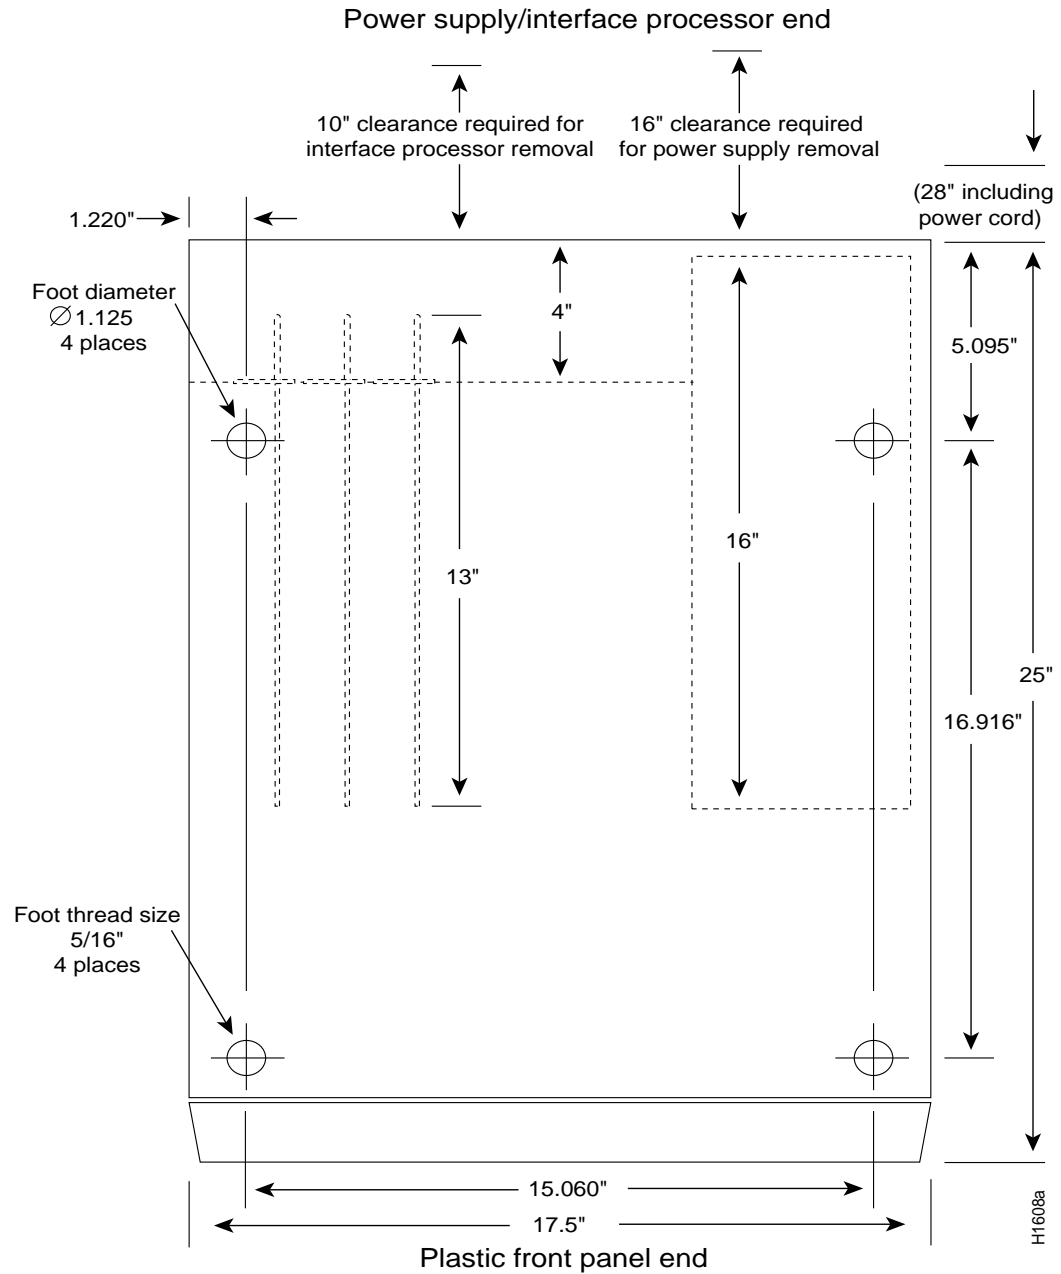 Power supply/interface processor end
10" clearance required for
interface processor removal
16" clearance required
for power supply removal
(28" including
power cord)
1.220"
Foot diameter
∅ 1.125
4 places
4"
5.095"
13"
16"
25"
16.916"
Foot thread size
5/16"
4 places
15.060"
17.5"
H1608a
Plastic front panel end